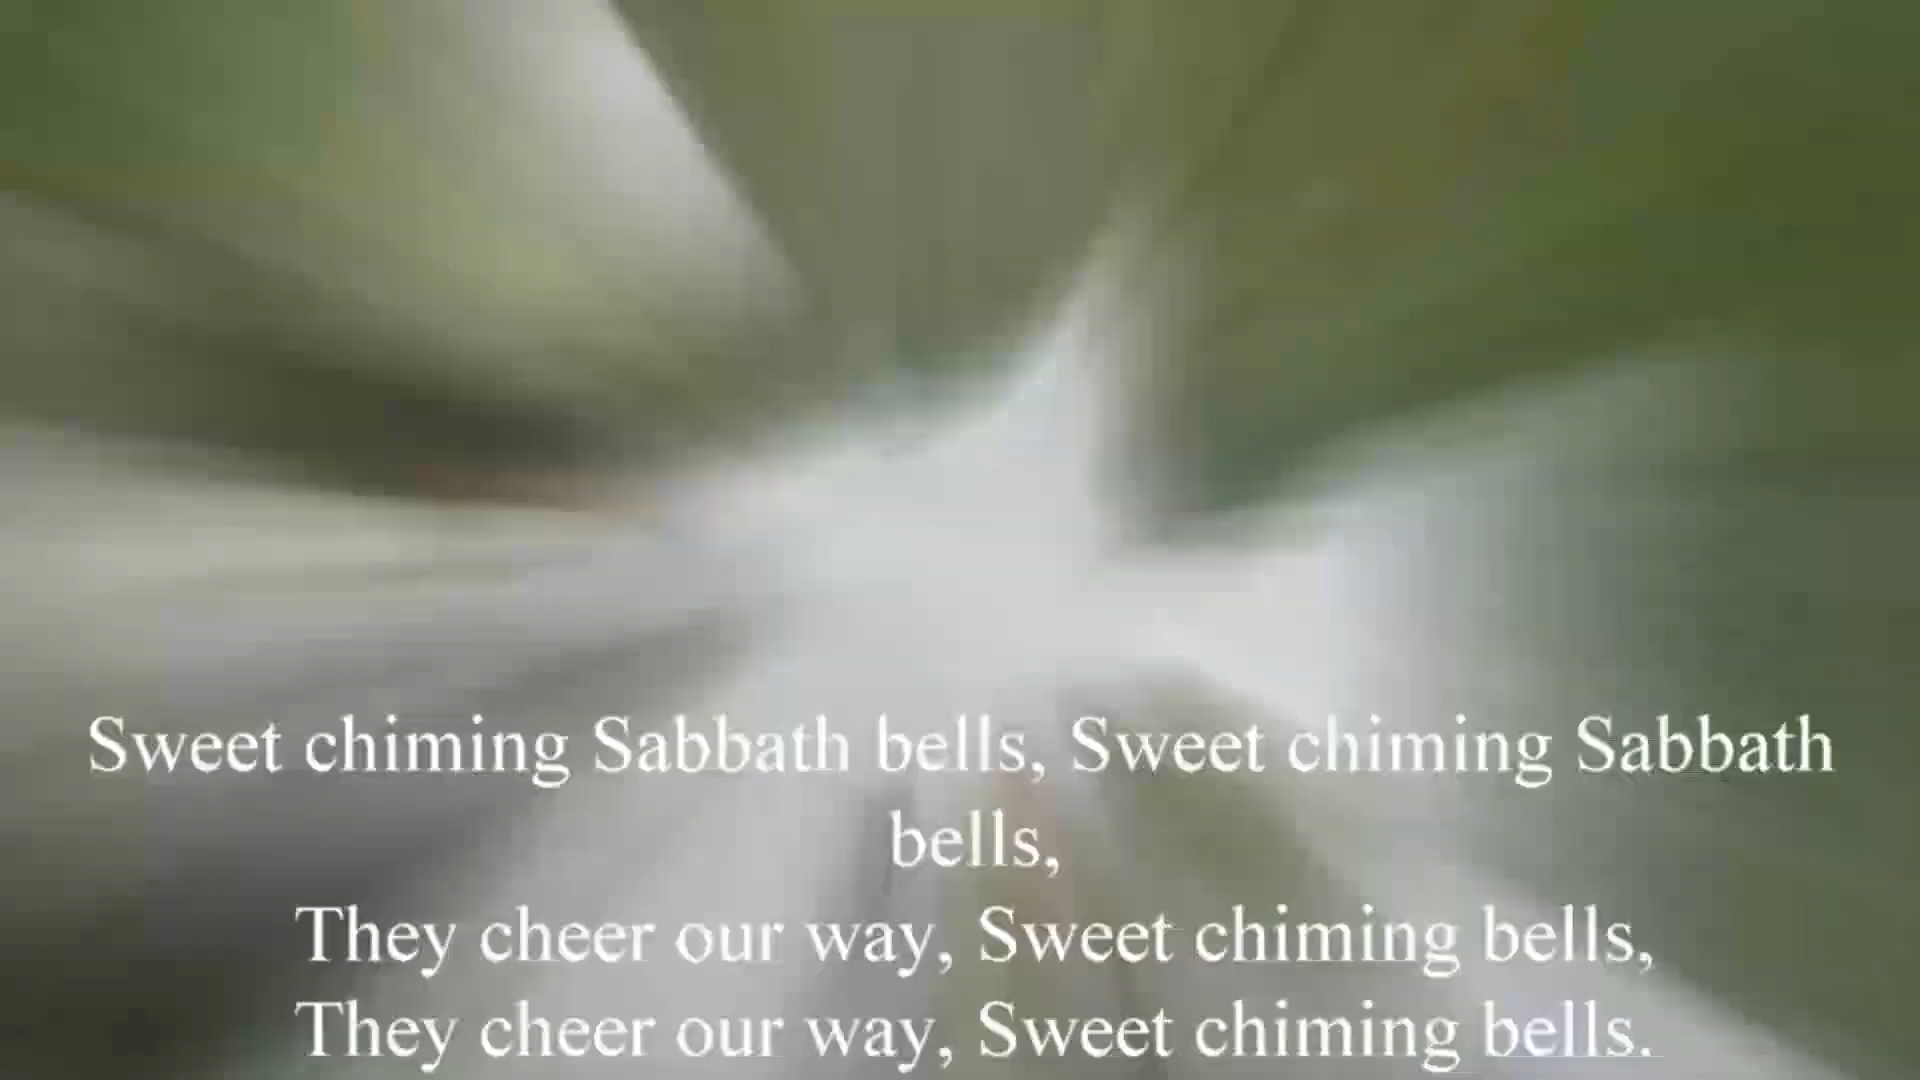 Sweet chiming Sabbath bells, Sweet chiming Sabbath
bells,
They cheer our way, Sweet chiming bells,
They cheer our way, Sweet chiming bells.